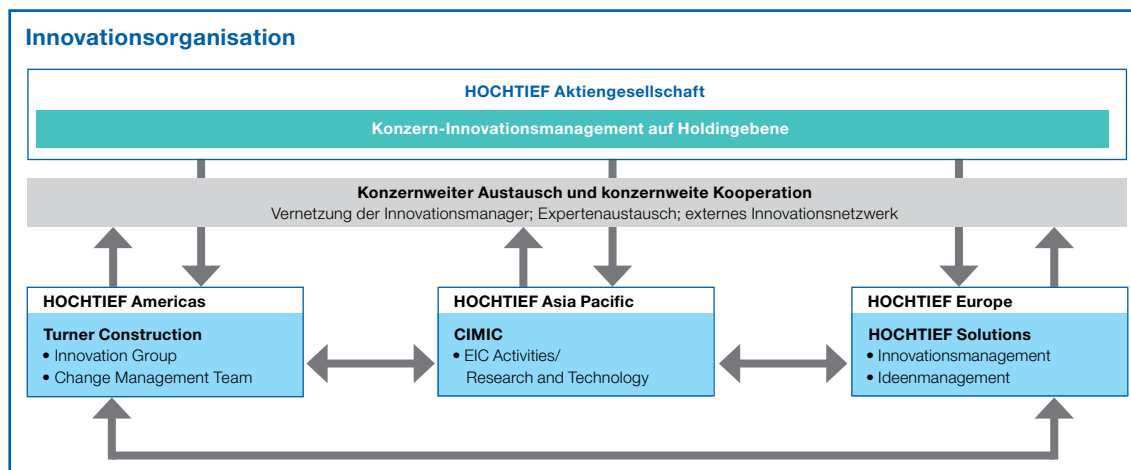 Innovationsorganisation
HOCHTIEF Aktiengesellschaft
Konzern-Innovationsmanagement auf Holdingebene
Konzernweiter Austausch und konzernweite Kooperation
Vernetzung der Innovationsmanager; Expertenaustausch; externes Innovationsnetzwerk
HOCHTIEF Americas
Turner Construction
• Innovation Group
• Change Management Team
HOCHTIEF Asia Pacific
CIMIC
• EIC Activities/
Research and Technology
HOCHTIEF Europe
HOCHTIEF Solutions
• Innovationsmanagement
• Ideenmanagement